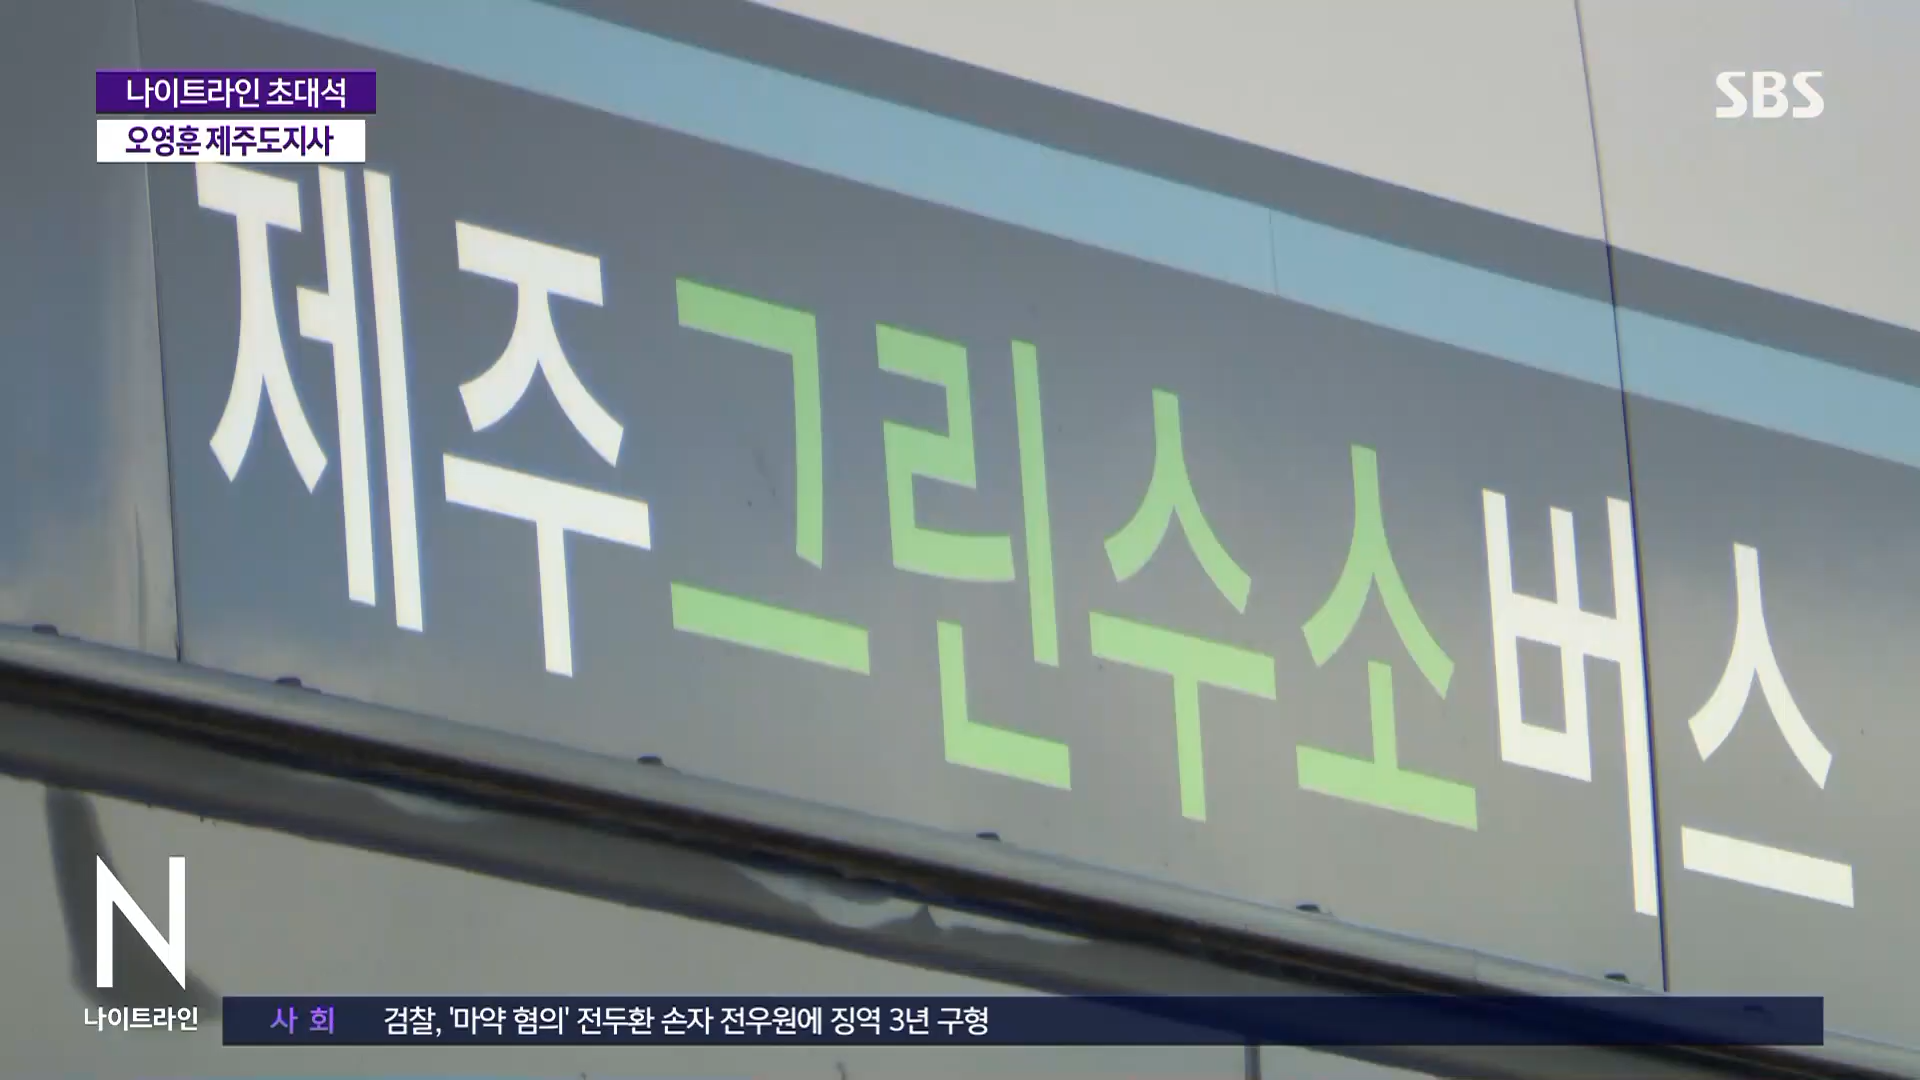 나이트라인 초대석
오영훈 제주도지사
SBS
제주그린수소버스
N
나이트라인
사회 검찰, '마약 혐의' 전두환 손자 전우원에 징역 3년 구형